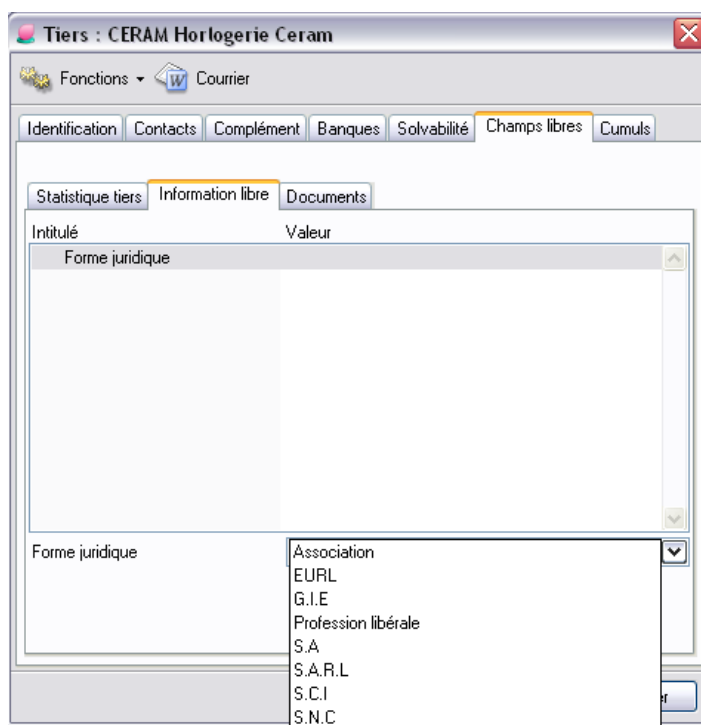 Tiers : CERAM Horlogerie Ceram
Fonctions Courrier
Identification Contacts Complément Banques Solvabilité Champs libres Cumuls
Statistique tiers Information libre Documents
Intitulé Valeur
Forme juridique
Forme juridique
Association
EURL
G.I.E
Profession libérale
S.A
S.A.R.L
S.C.I
S.N.C